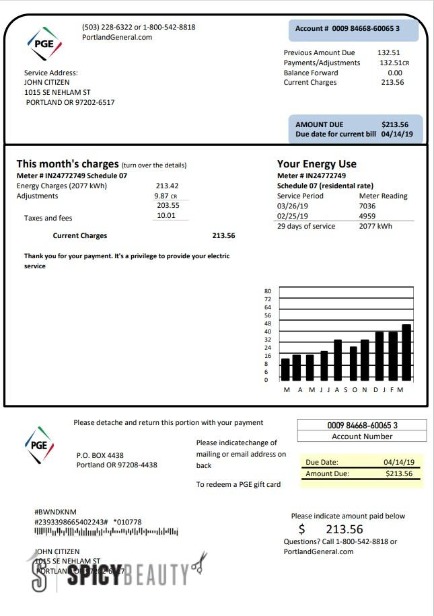 (503) 228-6322 or 1-800-542-8818
PortlandGeneral.com
PGE
Account # 0009 84668-60065 3
Previous Amount Due 132.51
Payments/Adjustments 132.51CR
Balance Forward 0.00
Current Charges 213.56
Service Address:
JOHN CITIZEN
1015 SE NEHLAM ST
PORTLAND OR 97202-6517
AMOUNT DUE $213.56
Due date for current bill 04/14/19
This month's charges (turn over the details)
Meter # IN24772749 Schedule 07
Energy Charges (2077 kWh) 213.42
Adjustments 9.87 CR
203.55
Taxes and fees 10.01
Current Charges 213.56
Thank you for your payment. It's a privilege to provide your electric
service
Your Energy Use
Meter # IN24772749
Schedule 07 (residental rate)
Service Period Meter Reading
03/26/19 7036
02/25/19 4959
29 days of service 2077 kWh
80
72
64
56
48
40
32
24
16
8
0
M A M J J A S O N D J F M
Please detache and return this portion with your payment
PGE
P.O. BOX 4438
Portland OR 97208-4438
Please indicatechange of
mailing or email address on
back
To redeem a PGE gift card
0009 84668-60065 3
Account Number
Due Date: 04/14/19
Amount Due: $213.56
#BWNDKNM
#2393398665402243# *010778
JOHN CITIZEN
1015 SE NEHLAM ST
PORTLAND
Please indicate amount paid below
$ 213.56
Questions? Call 1-800-542-8818 or
PortlandGeneral.com
SPICYBEAUTY